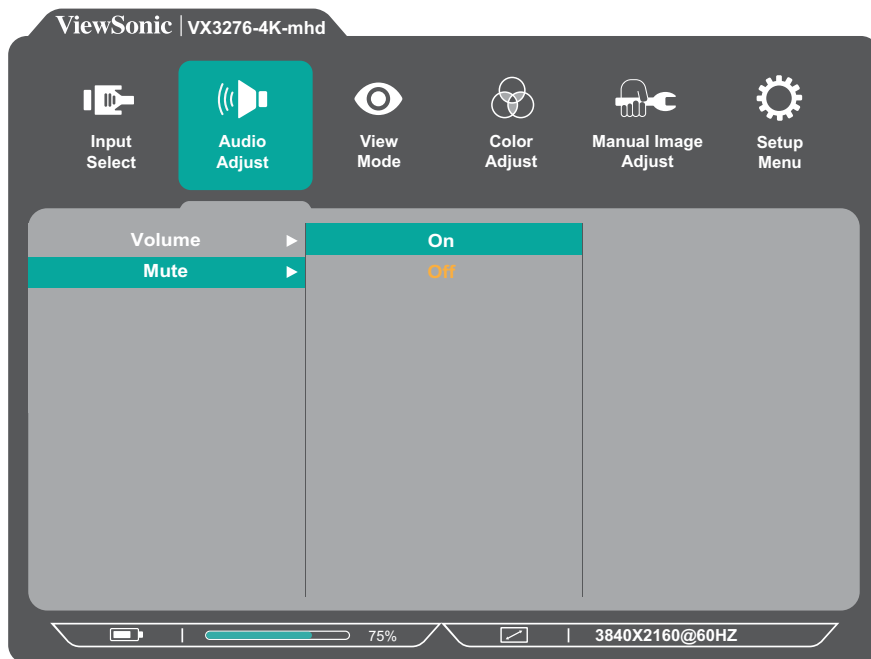 ViewSonic | VX3276-4K-mhd
Input
Select
Audio
Adjust
View
Mode
Color
Adjust
Manual Image
Adjust
Setup
Menu
Volume
On
Mute
Off
75%
3840X2160@60HZ